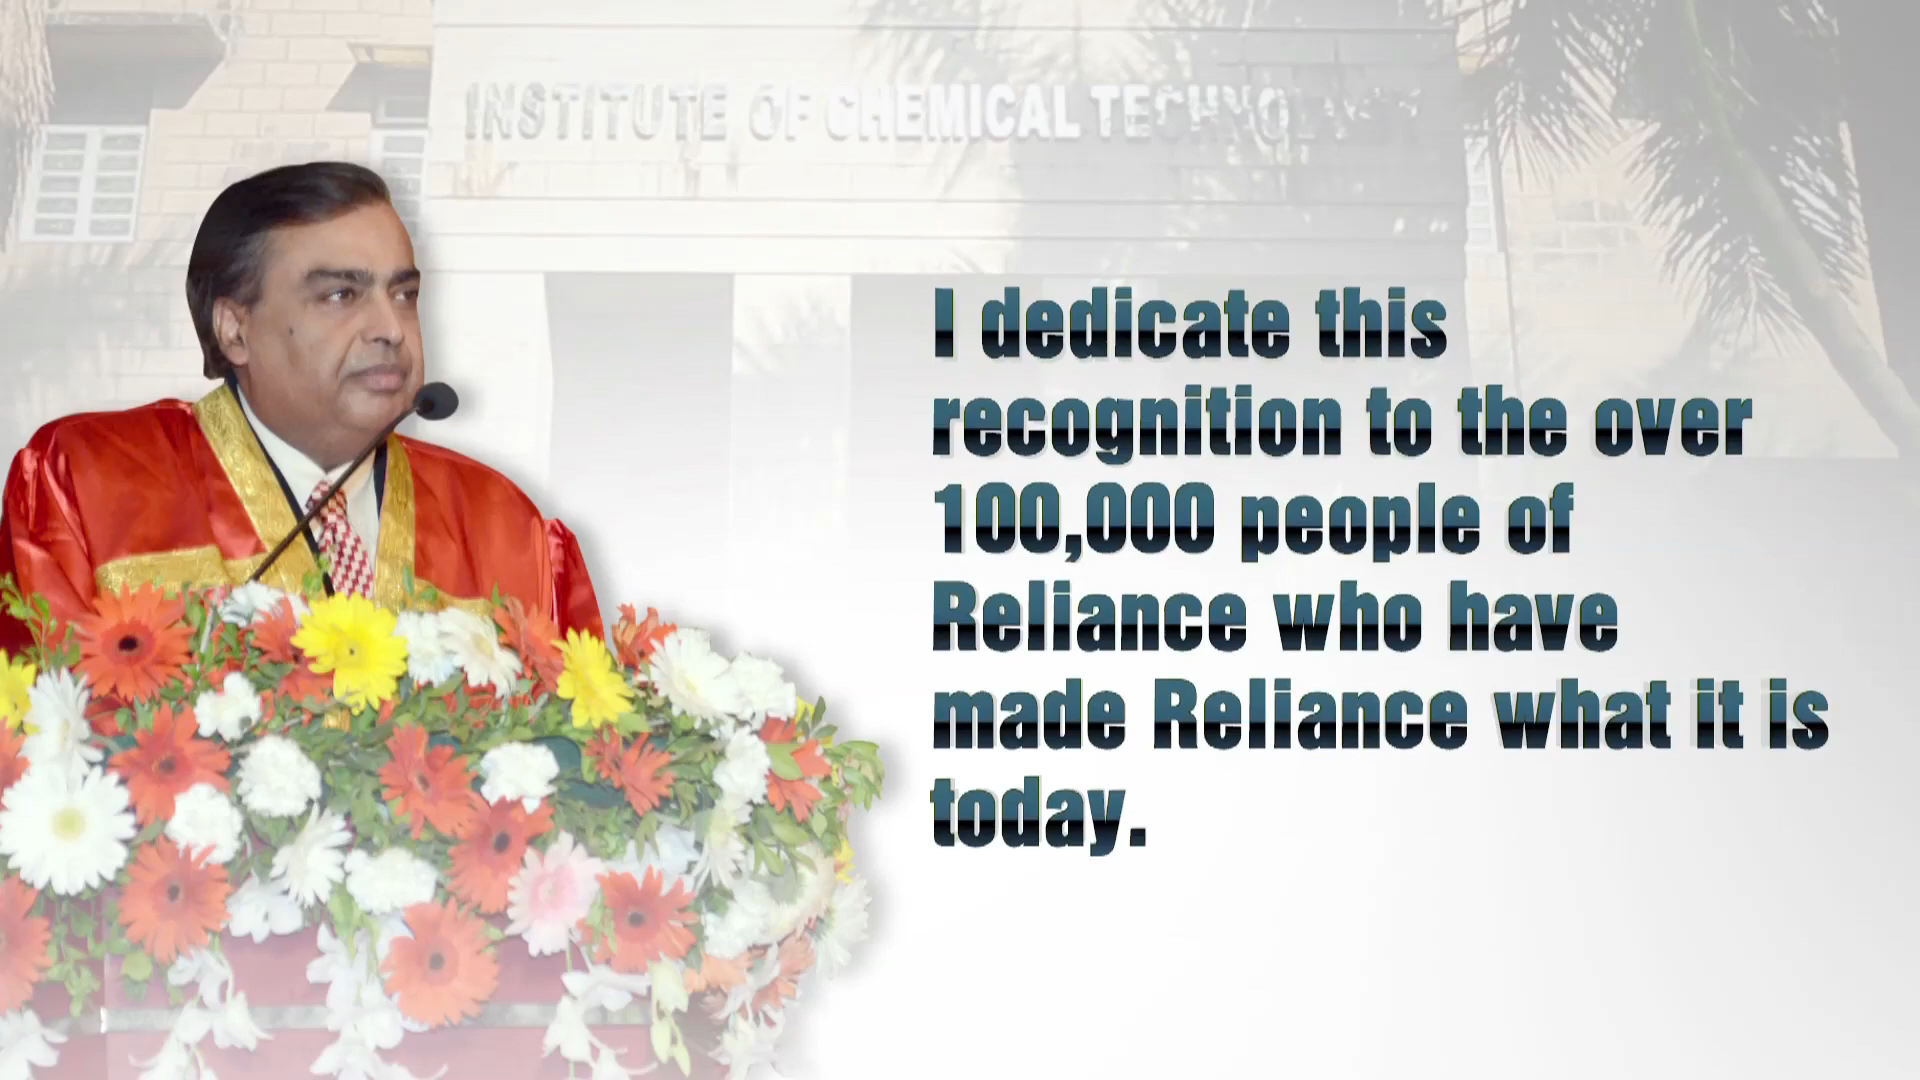 INSTITUTE OF CHEMICAL TECHNOLOGY
I dedicate this
recognition to the over
100,000 people of
Reliance who have
made Reliance what it is
today.